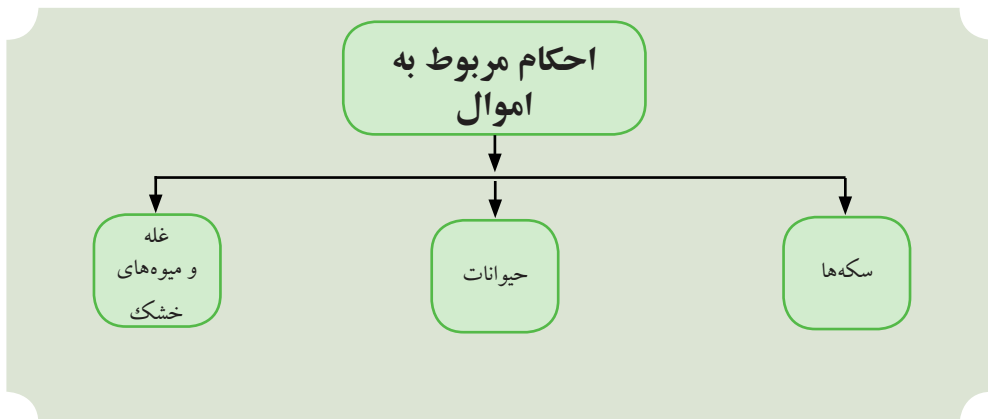 احکام مربوط به
اموال
سکه‌ها
حیوانات
غله
و میوه‌های
خشک